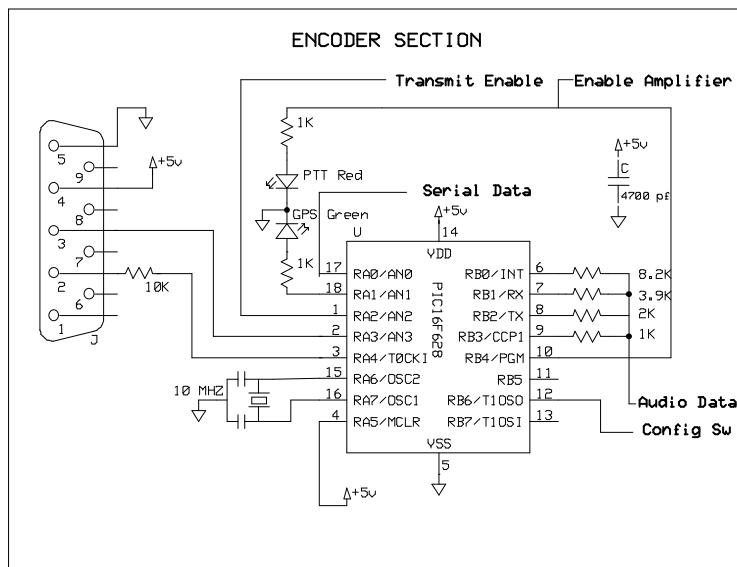 ENCODER SECTION
Transmit Enable
Enable Amplifier
1K
5
9
+5v
4
PTT Red
+5v
C
4700 pf
8
Serial Data
3
GPS Green
+5v
U
14
7
VDD
2
10K
1K
17
RA0/AN0
RB0/INT
6
8.2K
6
18
RA1/AN1
RB1/RX
7
3.9K
1
1
RA2/AN2
RB2/TX
8
2K
J
2
RA3/AN3
RB3/CCP1
9
1K
PIC16F628
3
RA4/T0CKI
RB4/PGM
10
15
RA6/OSC2
RB5
11
10 MHZ
16
RA7/OSC1
RB6/T1OSO
12
Audio Data
4
RA5/MCLR
RB7/T1OSI
13
Config Sw
VSS
5
+5v